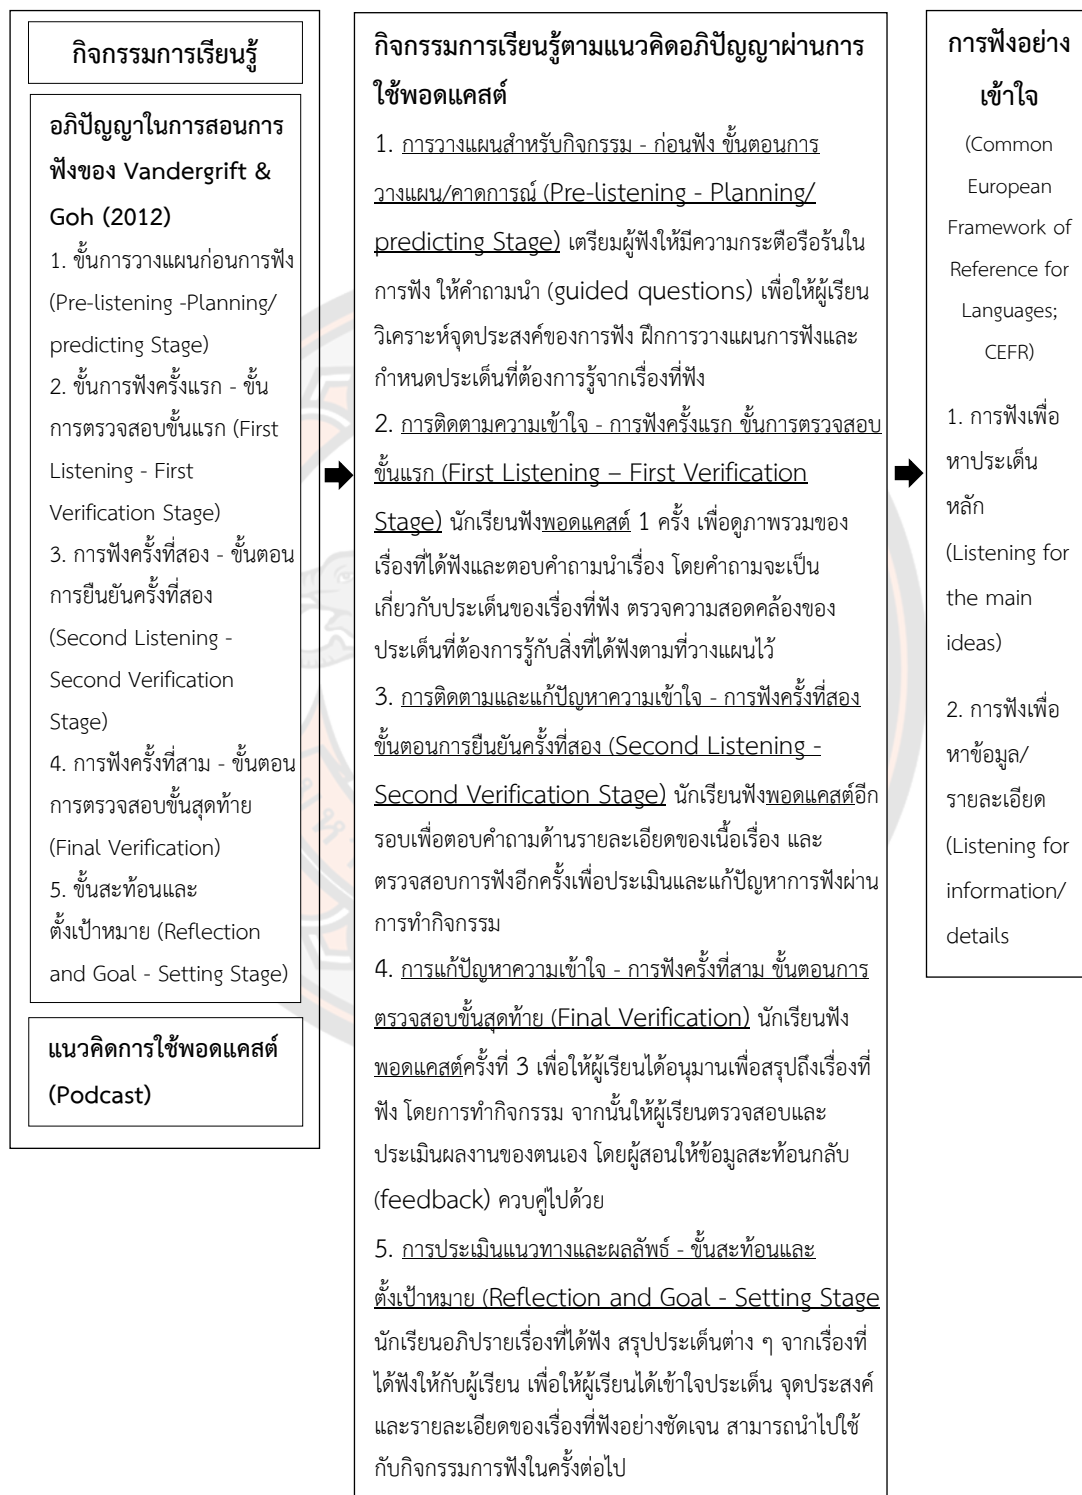 กิจกรรมการเรียนรู้
อภิปัญญาในการสอนการ
ฟังของ Vandergrift &
Goh (2012)
1. ขั้นการวางแผนก่อนการฟัง
(Pre-listening -Planning/
predicting Stage)
2. ขั้นการฟังครั้งแรก - ขั้น
การตรวจสอบขั้นแรก (First
Listening - First
Verification Stage)
3. การฟังครั้งที่สอง - ขั้นตอน
การยืนยันครั้งที่สอง
(Second Listening -
Second Verification
Stage)
4. การฟังครั้งที่สาม - ขั้นตอน
การตรวจสอบขั้นสุดท้าย
(Final Verification)
5. ขั้นสะท้อนและ
ตั้งเป้าหมาย (Reflection
and Goal - Setting Stage)
แนวคิดการใช้พอดแคสต์
(Podcast)
กิจกรรมการเรียนรู้ตามแนวคิดอภิปัญญาผ่านการ
ใช้พอดแคสต์
1. การวางแผนสำหรับกิจกรรม - ก่อนฟัง ขั้นตอนการ
วางแผน/คาดการณ์ (Pre-listening - Planning/
predicting Stage) เตรียมผู้ฟังให้มีความกระตือรือร้นใน
การฟัง ให้คำถามนำ (guided questions) เพื่อให้ผู้เรียน
วิเคราะห์จุดประสงค์ของการฟัง ฝึกการวางแผนการฟังและ
กำหนดประเด็นที่ต้องการรู้จากเรื่องที่ฟัง
2. การติดตามความเข้าใจ - การฟังครั้งแรก ขั้นการตรวจสอบ
ขั้นแรก (First Listening – First Verification
Stage) นักเรียนฟังพอดแคสต์ 1 ครั้ง เพื่อดูภาพรวมของ
เรื่องที่ได้ฟังและตอบคำถามนำเรื่อง โดยคำถามจะเป็น
เกี่ยวกับประเด็นของเรื่องที่ฟัง ตรวจความสอดคล้องของ
ประเด็นที่ต้องการรู้กับสิ่งที่ได้ฟังตามที่วางแผนไว้
3. การติดตามและแก้ปัญหาความเข้าใจ - การฟังครั้งที่สอง
ขั้นตอนการยืนยันครั้งที่สอง (Second Listening -
Second Verification Stage) นักเรียนฟังพอดแคสต์อีก
รอบเพื่อตอบคำถามด้านรายละเอียดของเนื้อเรื่อง และ
ตรวจสอบการฟังอีกครั้งเพื่อประเมินและแก้ปัญหาการฟังผ่าน
การทำกิจกรรม
4. การแก้ปัญหาความเข้าใจ - การฟังครั้งที่สาม ขั้นตอนการ
ตรวจสอบขั้นสุดท้าย (Final Verification) นักเรียนฟัง
พอดแคสต์ครั้งที่ 3 เพื่อให้ผู้เรียนได้อนุมานเพื่อสรุปถึงเรื่องที่
ฟัง โดยการทำกิจกรรม จากนั้นให้ผู้เรียนตรวจสอบและ
ประเมินผลงานของตนเอง โดยผู้สอนให้ข้อมูลสะท้อนกลับ
(feedback) ควบคู่ไปด้วย
5. การประเมินแนวทางและผลลัพธ์ - ขั้นสะท้อนและ
ตั้งเป้าหมาย (Reflection and Goal - Setting Stage
นักเรียนอภิปรายเรื่องที่ได้ฟัง สรุปประเด็นต่าง ๆ จากเรื่องที่
ได้ฟังให้กับผู้เรียน เพื่อให้ผู้เรียนได้เข้าใจประเด็น จุดประสงค์
และรายละเอียดของเรื่องที่ฟังอย่างชัดเจน สามารถนำไปใช้
กับกิจกรรมการฟังในครั้งต่อไป
การฟังอย่าง
เข้าใจ
(Common
European
Framework of
Reference for
Languages;
CEFR)
1. การฟังเพื่อ
หาประเด็น
หลัก
(Listening for
the main
ideas)
2. การฟังเพื่อ
หาข้อมูล/
รายละเอียด
(Listening for
information/
details